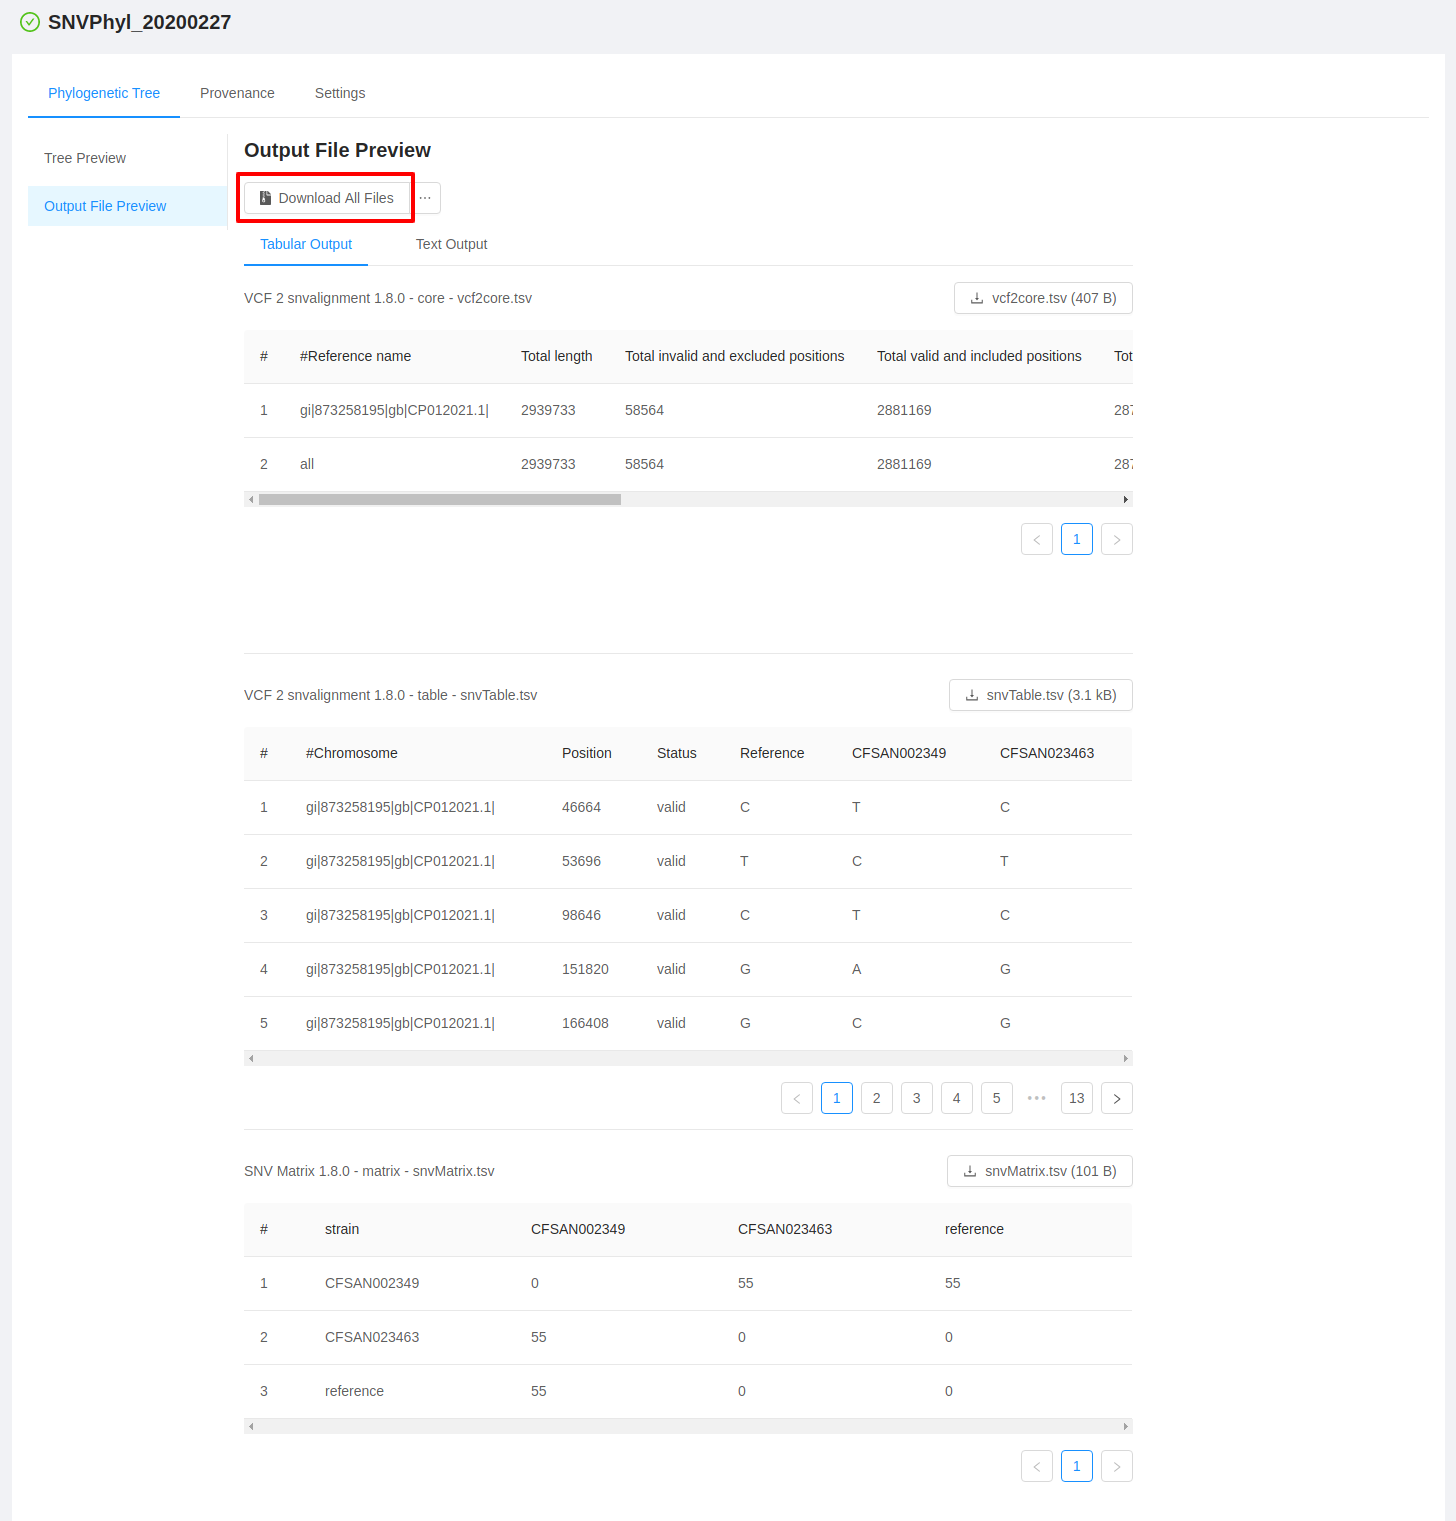 SNVPhyl_20200227
Phylogenetic Tree Provenance Settings
Tree Preview
Output File Preview
Output File Preview
Download All Files ···
Tabular Output Text Output
VCF 2 snvalignment 1.8.0 - core - vcf2core.tsv vcf2core.tsv (407 B)
# #Reference name Total length Total invalid and excluded positions Total valid and included positions Tot
1 gi|873258195|gb|CP012021.1| 2939733 58564 2881169 287
2 all 2939733 58564 2881169 287
< 1 >
VCF 2 snvalignment 1.8.0 - table - snvTable.tsv snvTable.tsv (3.1 kB)
# #Chromosome Position Status Reference CFSAN002349 CFSAN023463
1 gi|873258195|gb|CP012021.1| 46664 valid C T C
2 gi|873258195|gb|CP012021.1| 53696 valid T C T
3 gi|873258195|gb|CP012021.1| 98646 valid C T C
4 gi|873258195|gb|CP012021.1| 151820 valid G A G
5 gi|873258195|gb|CP012021.1| 166408 valid G C G
< 1 2 3 4 5 ••• 13 >
SNV Matrix 1.8.0 - matrix - snvMatrix.tsv snvMatrix.tsv (101 B)
# strain CFSAN002349 CFSAN023463 reference
1 CFSAN002349 0 55 55
2 CFSAN023463 55 0 0
3 reference 55 0 0
< 1 >